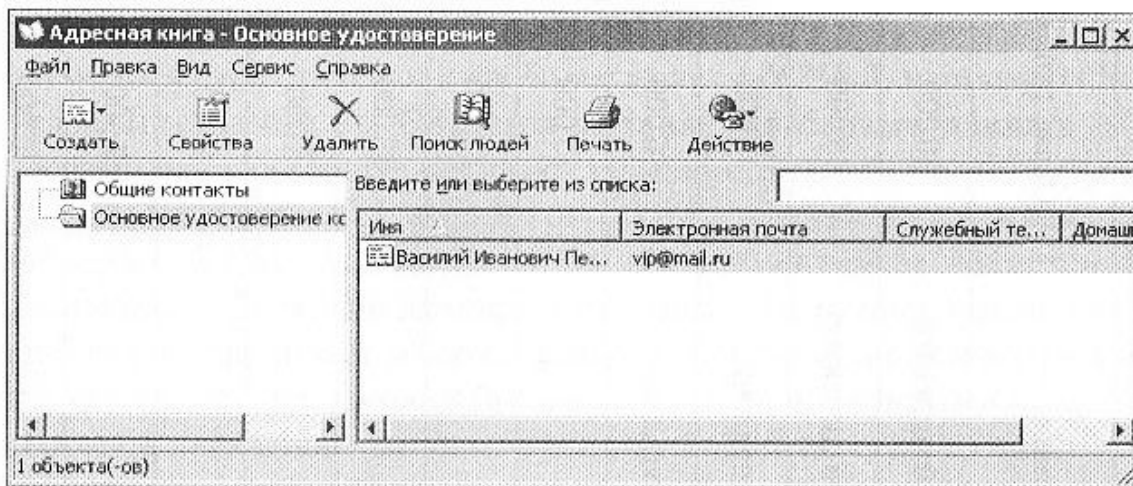 Адресная книга - Основное удостоверение
Файл Правка Вид Сервис Справка
Создать Свойства Удалить Поиск людей Печать Действие
Общие контакты
Основное удостоверение ко
Введите или выберите из списка:
Имя Электронная почта Служебный те... Домашн
Василий Иванович Пе... vip@mail.ru
1 объекта(-ов)